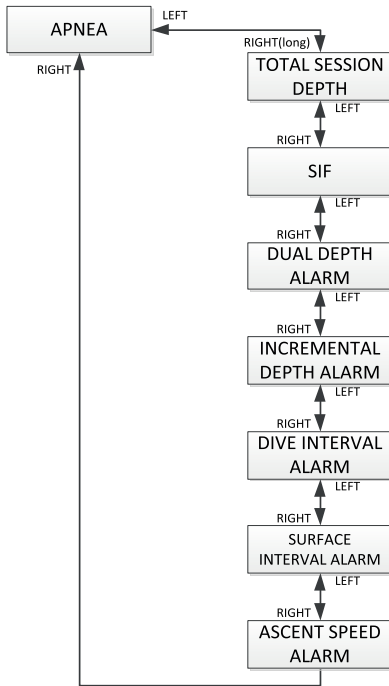 APNEA
LEFT
RIGHT(long)
RIGHT
TOTAL SESSION
DEPTH
LEFT
RIGHT
SIF
LEFT
RIGHT
DUAL DEPTH
ALARM
LEFT
RIGHT
INCREMENTAL
DEPTH ALARM
LEFT
RIGHT
DIVE INTERVAL
ALARM
LEFT
RIGHT
SURFACE
INTERVAL ALARM
LEFT
RIGHT
ASCENT SPEED
ALARM